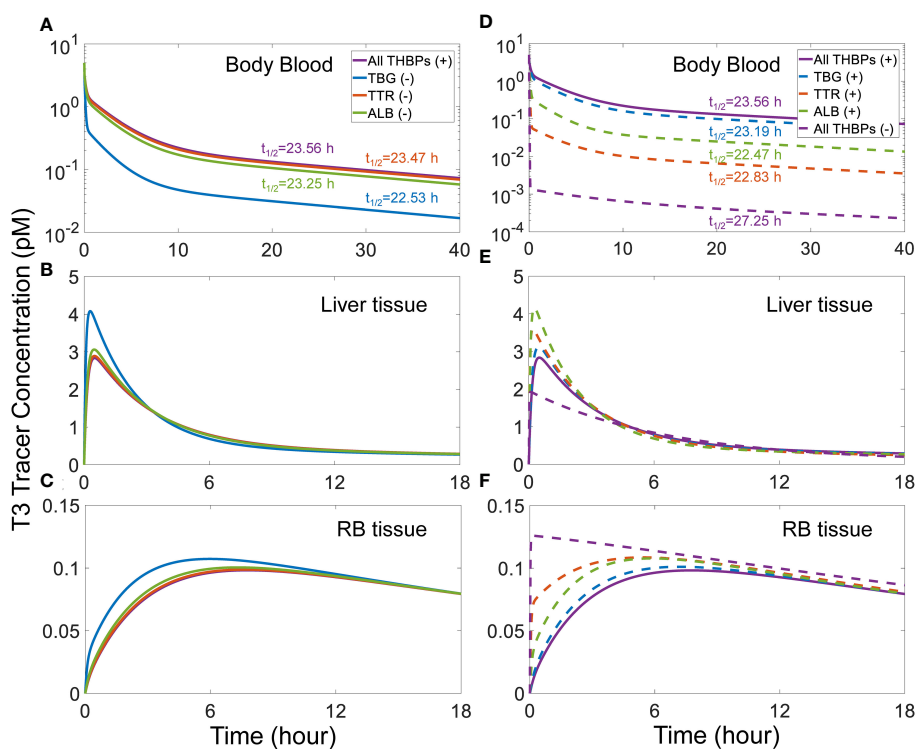 T3 Tracer Concentration (pM)
A
Body Blood
All THBPs (+)
TBG (-)
TTR (-)
ALB (-)
t1/2=23.56 h
t1/2=23.47 h
t1/2=23.25 h
t1/2=22.53 h
10^1
10^0
10^-1
10^-2
0
10
20
30
40
B
Liver tissue
5
4
3
2
1
0
0
6
12
18
C
RB tissue
0.15
0.1
0.05
0
0
6
12
18
Time (hour)
D
Body Blood
All THBPs (+)
TBG (+)
TTR (+)
ALB (+)
All THBPs (-)
t1/2=23.56 h
t1/2=23.19 h
t1/2=22.47 h
t1/2=22.83 h
t1/2=27.25 h
10^1
10^0
10^-1
10^-2
10^-3
10^-4
0
10
20
30
40
E
Liver tissue
5
4
3
2
1
0
0
6
12
18
F
RB tissue
0.15
0.1
0.05
0
0
6
12
18
Time (hour)